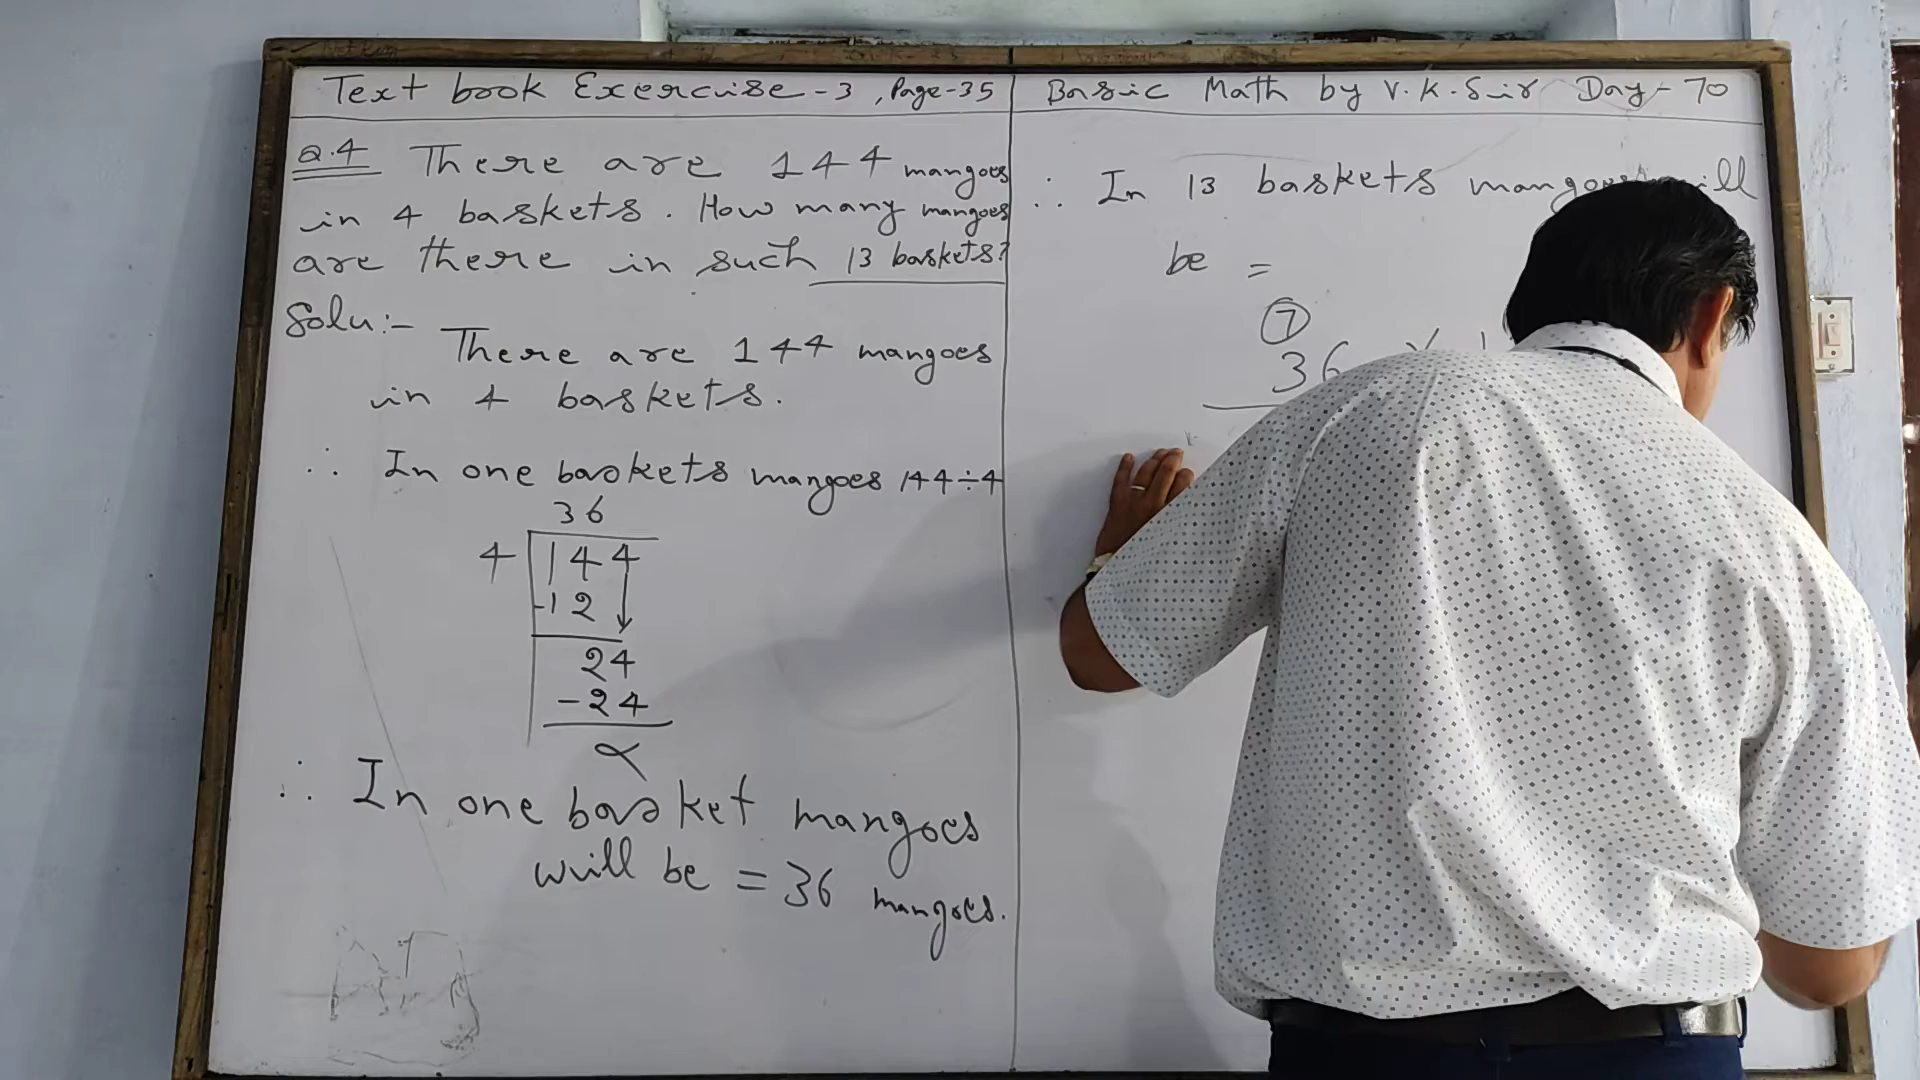 Text book Exercise-3, Page-35
Basic Math by V.K.Sir Day-70
Q.4 There are 144 mangoes
in 4 baskets. How many mangoes
are there in such 13 baskets?
Solu:-
There are 144 mangoes
in 4 baskets.
∴ In one baskets mangoes 144÷4
36
4 144
-12
24
-24
∴ In one basket mangoes
will be = 36 mangoes.
∴ In 13 baskets
be =
7
36